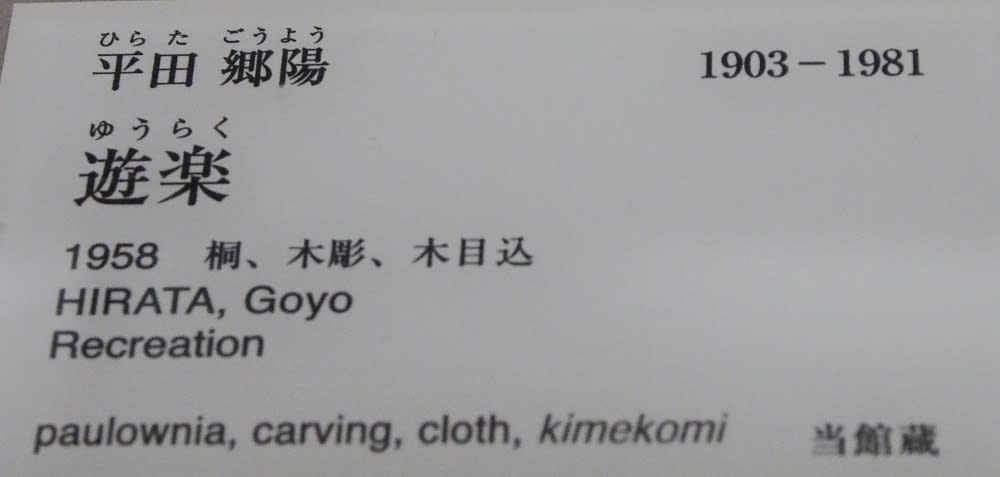 ひらた ごうよう
平田 郷陽 1903－1981
ゆうらく
遊楽
1958 桐、木彫、木目込
HIRATA, Goyo
Recreation
paulownia, carving, cloth, kimekomi 当館蔵